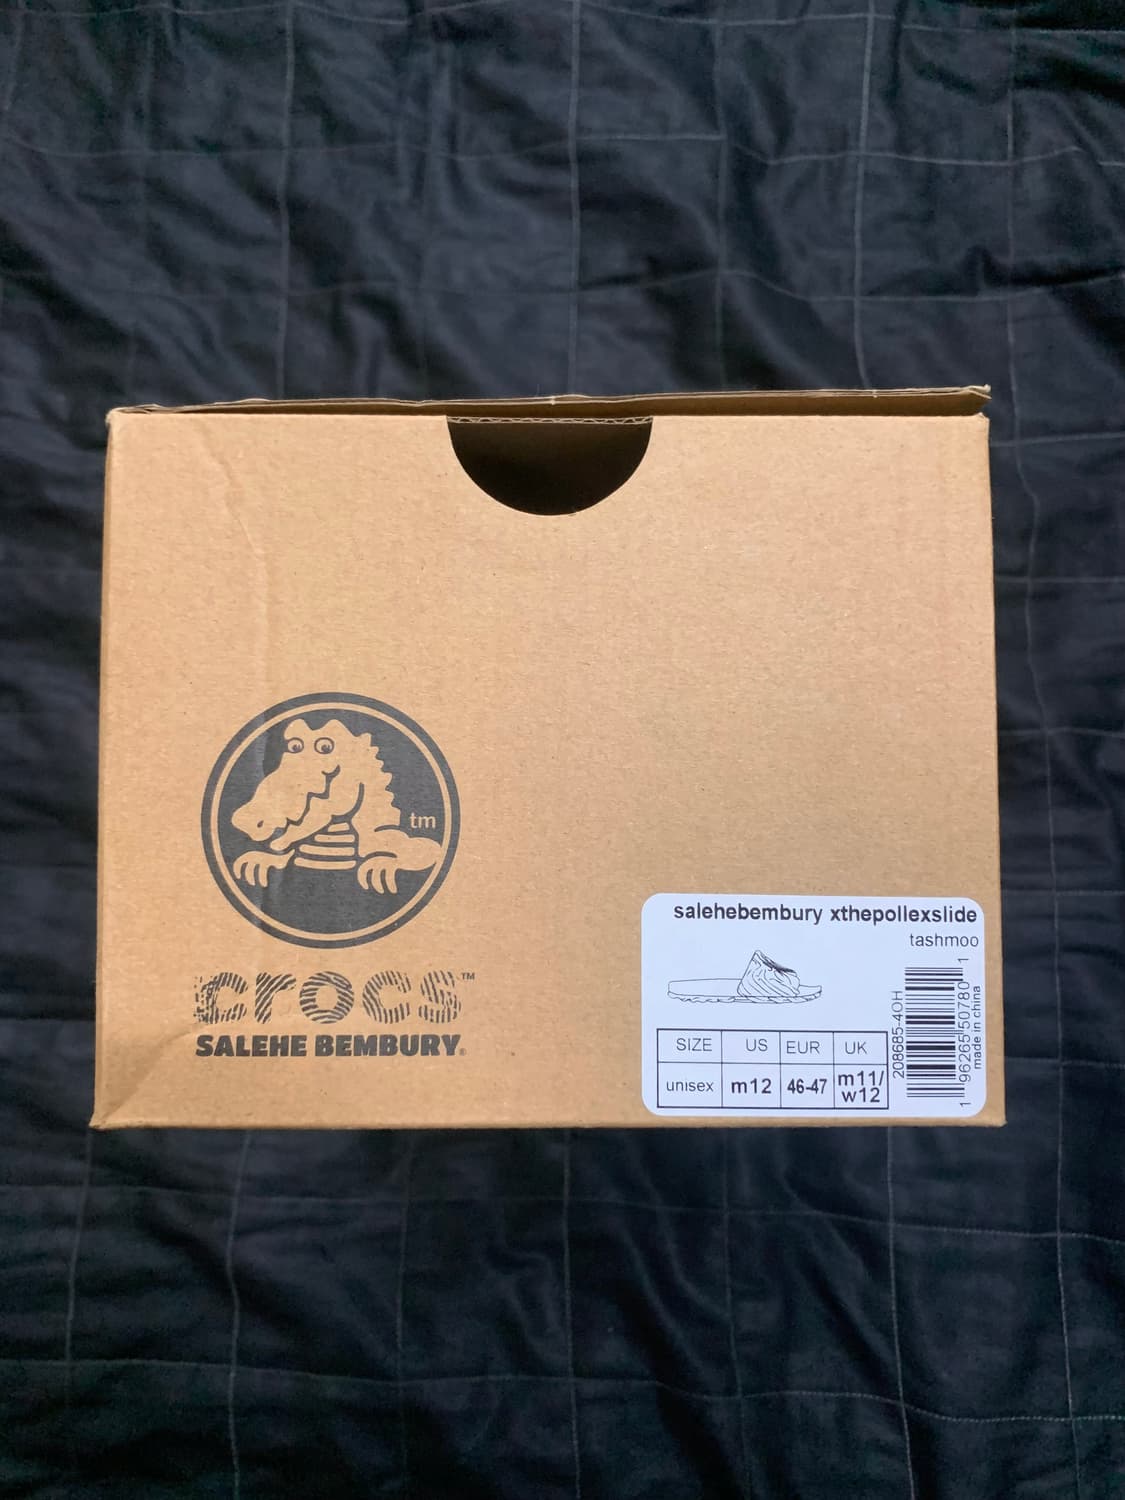 tm
crocs™
SALEHE BEMBURY®
salehebembury xthepollexslide
tashmoo
SIZE US EUR UK
unisex m12 46-47 m11/
w12
208685-4OH
1 96265 50780 1
made in china